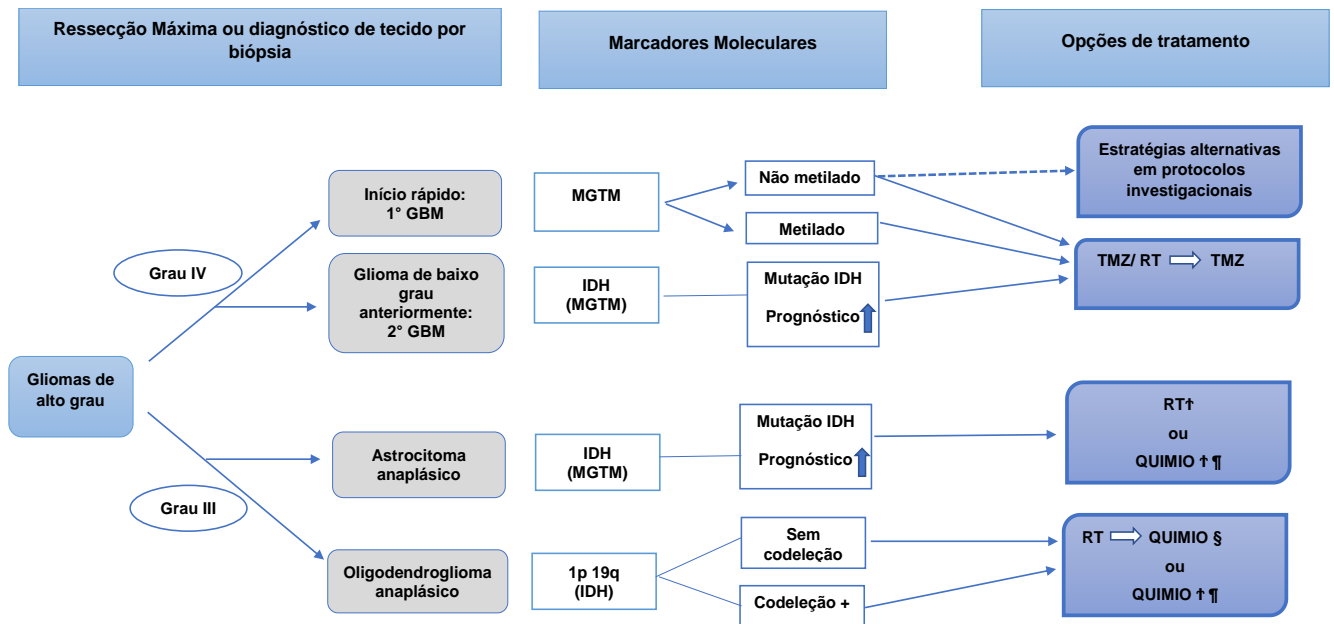 Ressecção Máxima ou diagnóstico de tecido por
biópsia
Marcadores Moleculares
Opções de tratamento
Gliomas de
alto grau
Grau IV
Grau III
Início rápido:
1° GBM
MGTM
Não metilado
Metilado
Estratégias alternativas
em protocolos
investigacionais
Glioma de baixo
grau
anteriormente:
2° GBM
IDH
(MGTM)
Mutação IDH
Prognóstico
TMZ/ RT TMZ
Astrocitoma
anaplásico
IDH
(MGTM)
Mutação IDH
Prognóstico
RT†
ou
QUIMIO † ¶
Oligodendroglioma
anaplásico
1p 19q
(IDH)
Sem
codeleção
Codeleção +
RT QUIMIO §
ou
QUIMIO † ¶